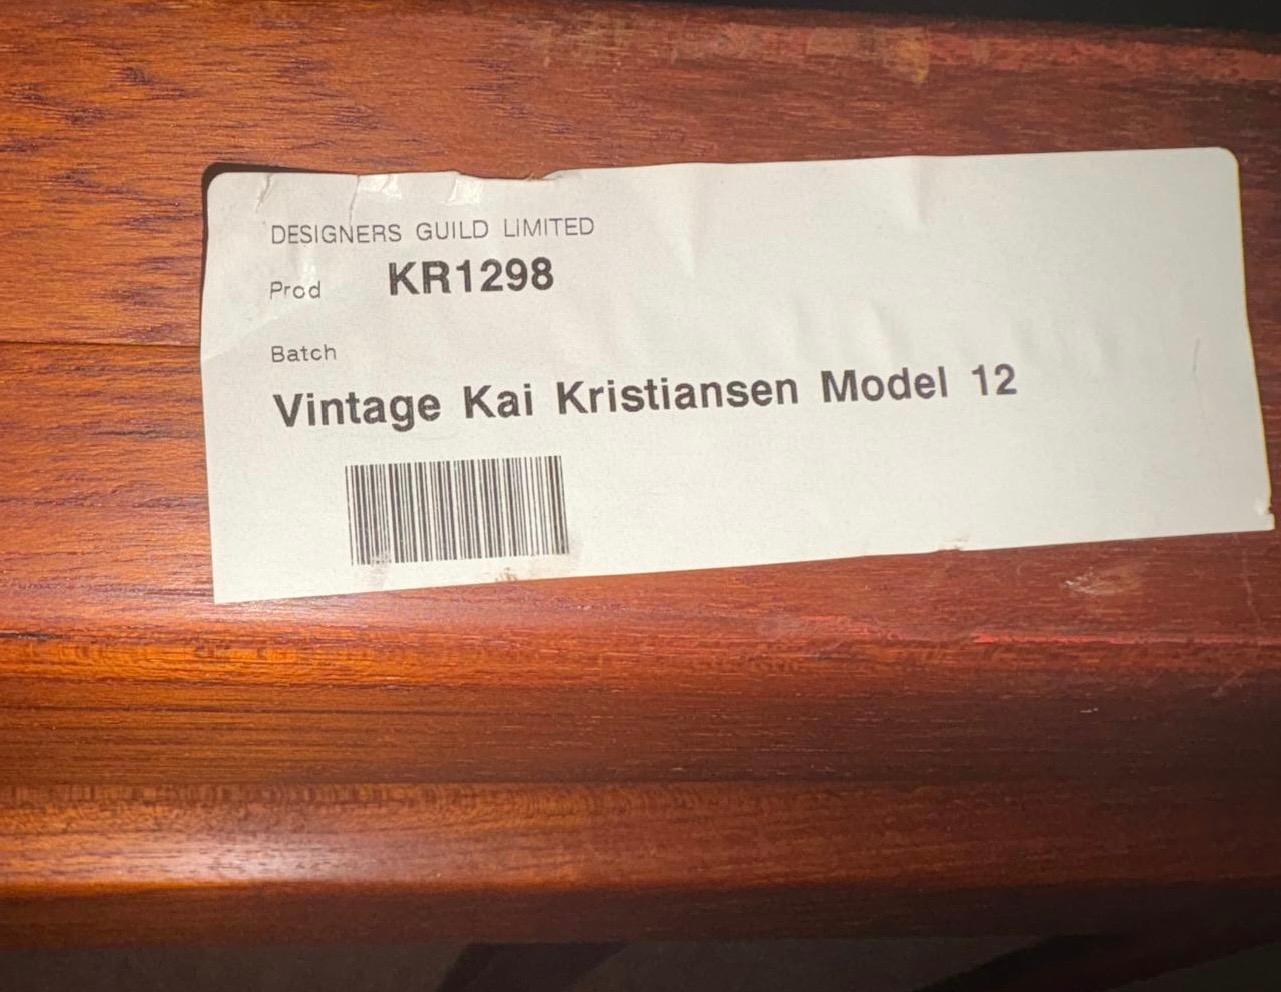 DESIGNERS GUILD LIMITED
Prod KR1298
Batch
Vintage Kai Kristiansen Model 12